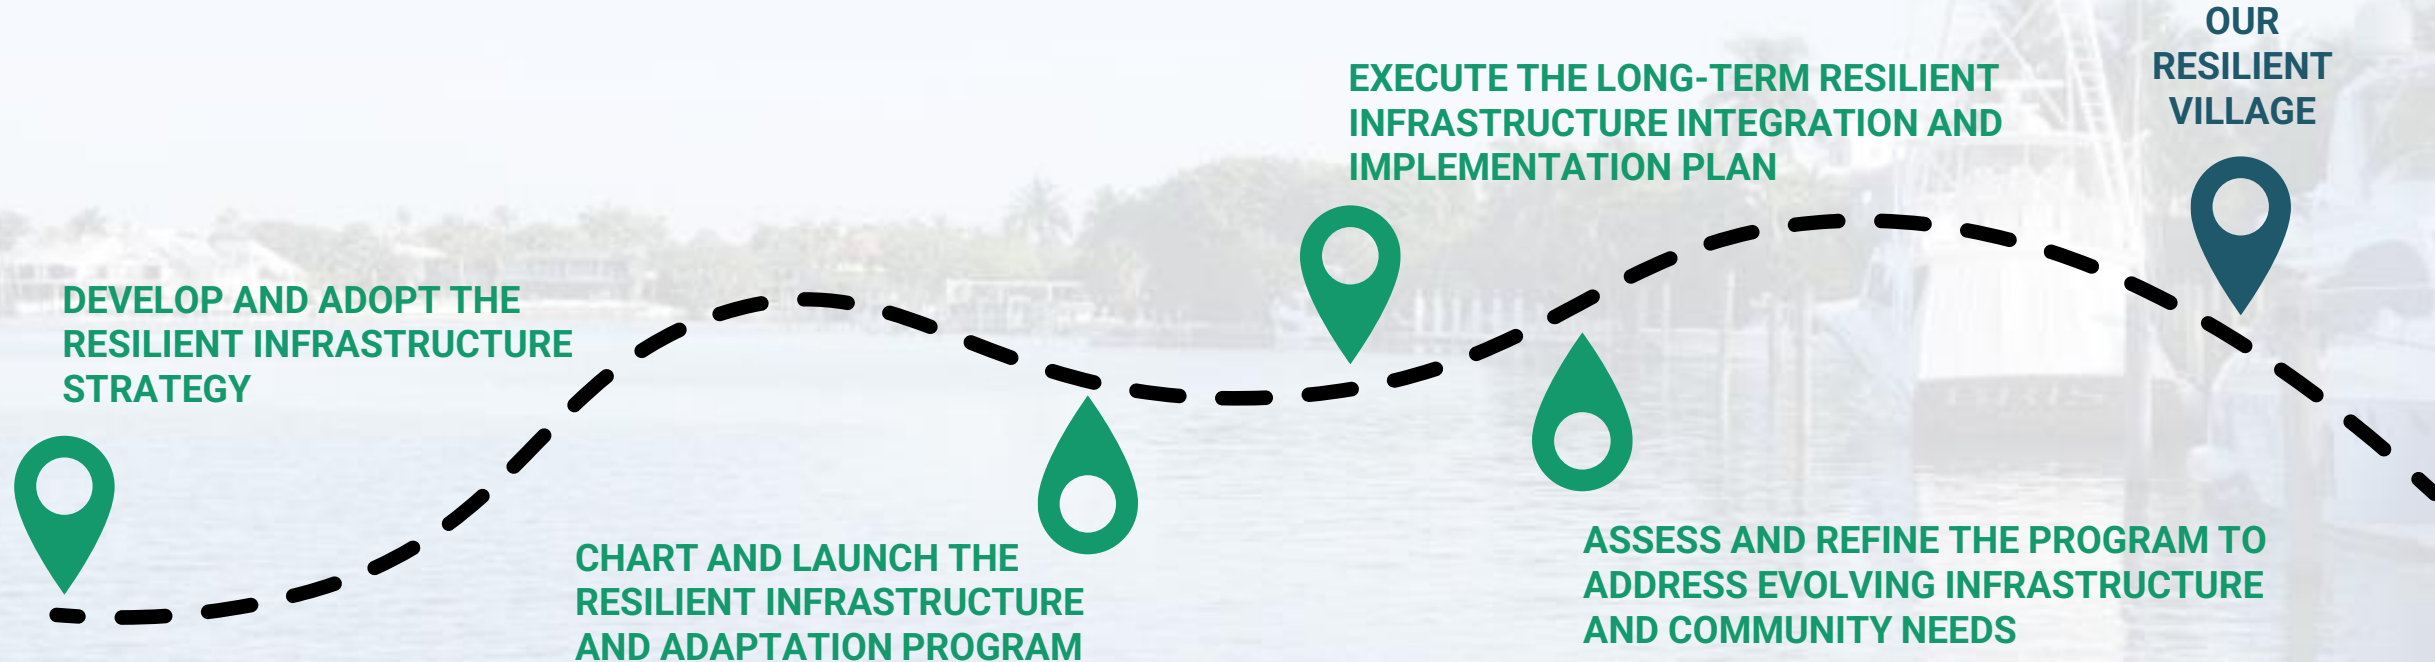 DEVELOP AND ADOPT THE
RESILIENT INFRASTRUCTURE
STRATEGY
CHART AND LAUNCH THE
RESILIENT INFRASTRUCTURE
AND ADAPTATION PROGRAM
EXECUTE THE LONG-TERM RESILIENT
INFRASTRUCTURE INTEGRATION AND
IMPLEMENTATION PLAN
ASSESS AND REFINE THE PROGRAM TO
ADDRESS EVOLVING INFRASTRUCTURE
AND COMMUNITY NEEDS
OUR
RESILIENT
VILLAGE